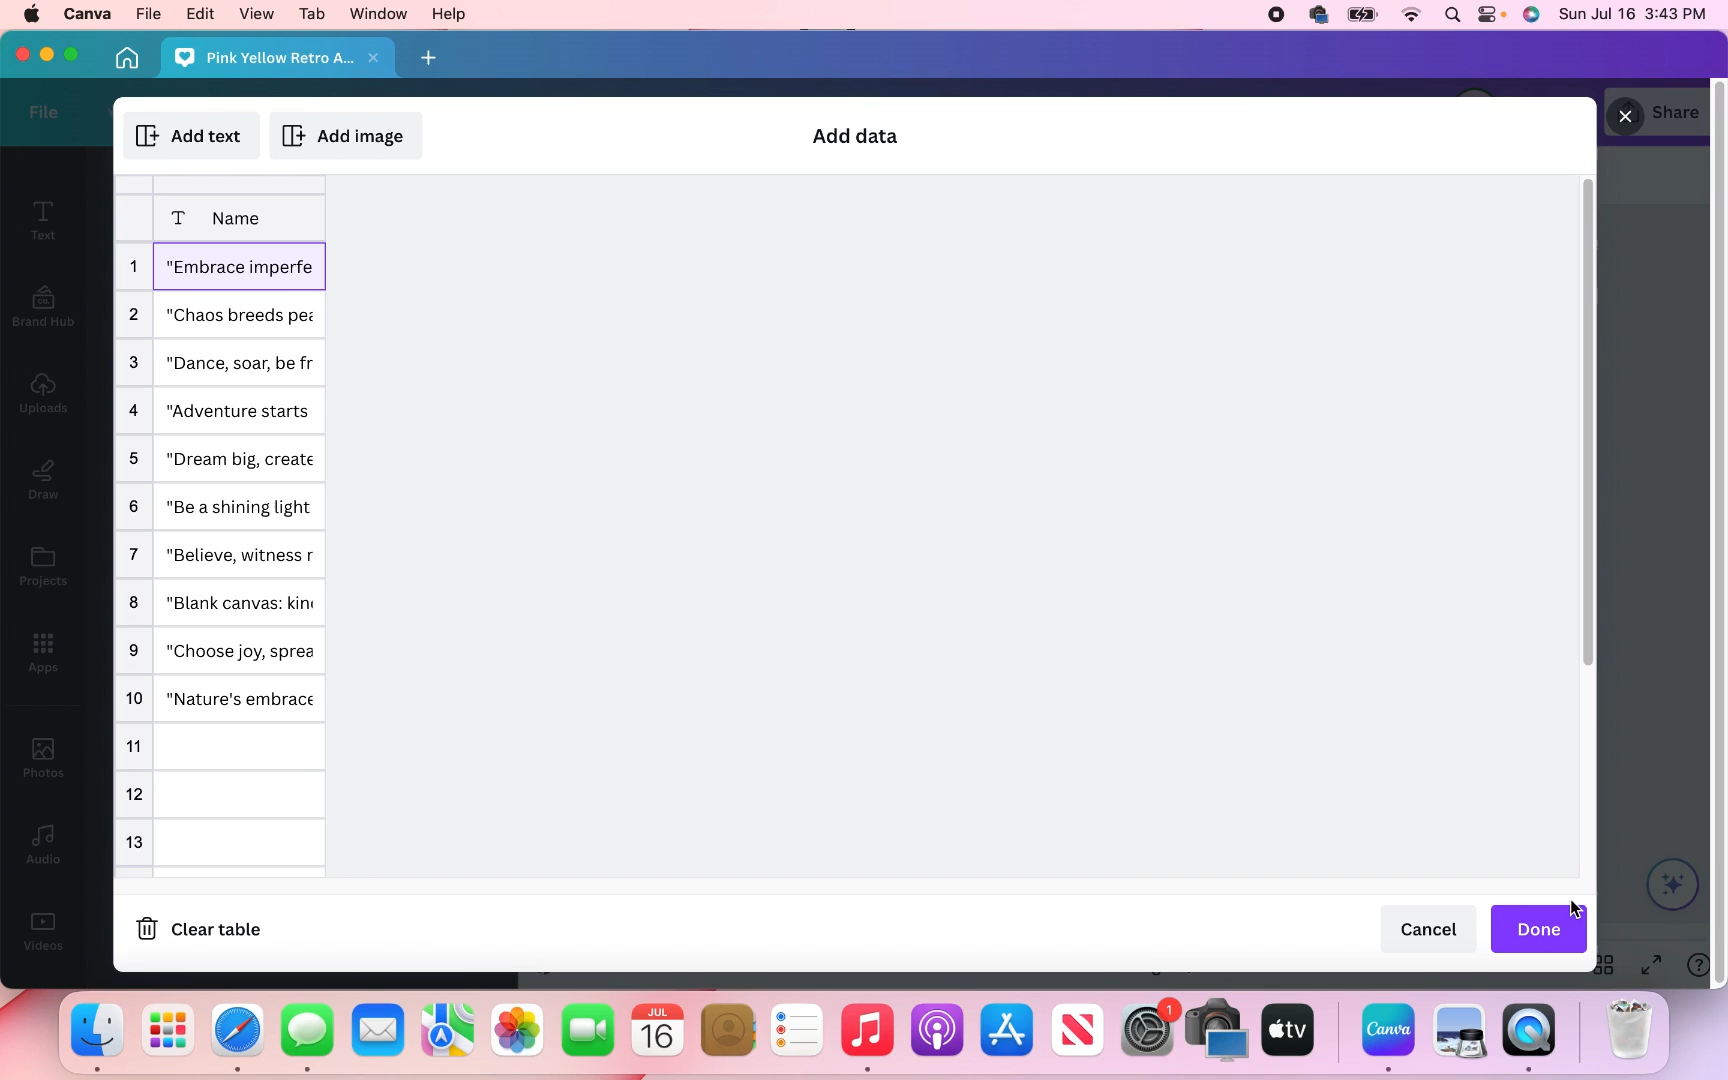 Canva File Edit View Tab Window Help Sun Jul 16 3:43 PM
Pink Yellow Retro A...
File Share
Add text Add image Add data
Name
1 "Embrace imperfe
2 "Chaos breeds pea
3 "Dance, soar, be fr
4 "Adventure starts
5 "Dream big, create
6 "Be a shining light
7 "Believe, witness r
8 "Blank canvas: kin
9 "Choose joy, sprea
10 "Nature's embrace
11
12
13
Text
Brand Hub
Uploads
Draw
Projects
Apps
Photos
Audio
Videos
Clear table Cancel Done
JUL
16
1
tv
Canva